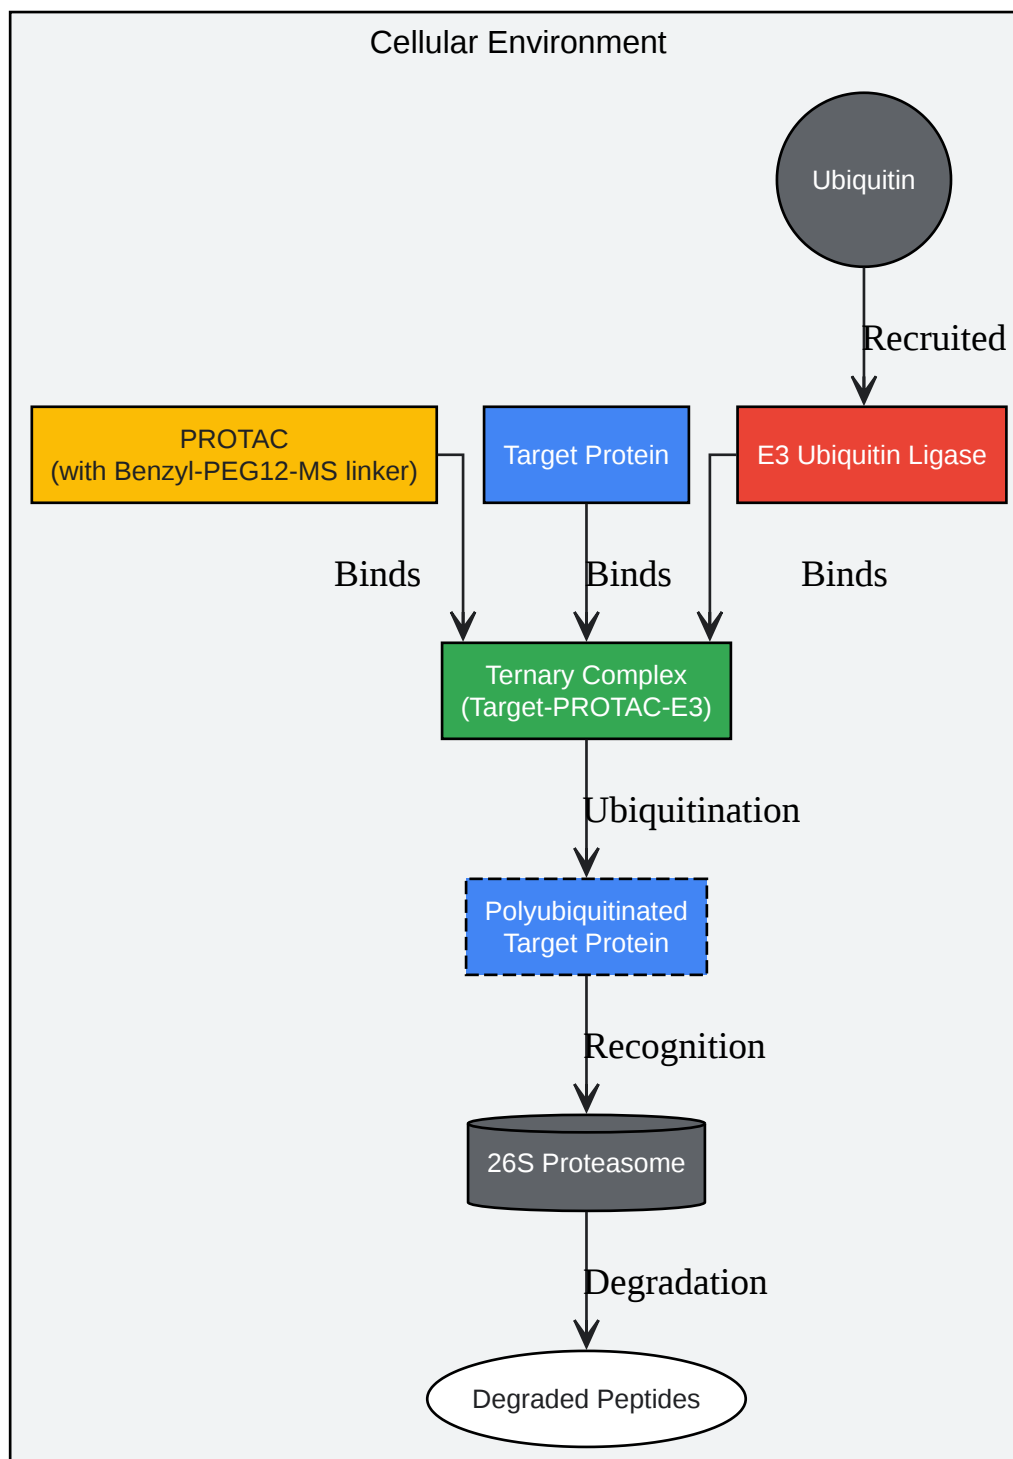 Cellular Environment
Ubiquitin
Recruited
PROTAC
(with Benzyl-PEG12-MS linker)
Target Protein
E3 Ubiquitin Ligase
Binds
Binds
Binds
Ternary Complex
(Target-PROTAC-E3)
Ubiquitination
Polyubiquitinated
Target Protein
Recognition
26S Proteasome
Degradation
Degraded Peptides